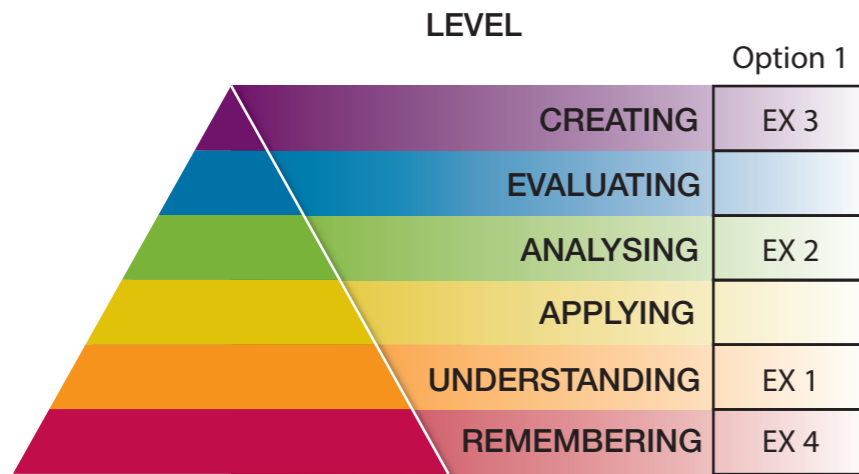 LEVEL
Option 1
CREATING EX 3
EVALUATING
ANALYSING EX 2
APPLYING
UNDERSTANDING EX 1
REMEMBERING EX 4